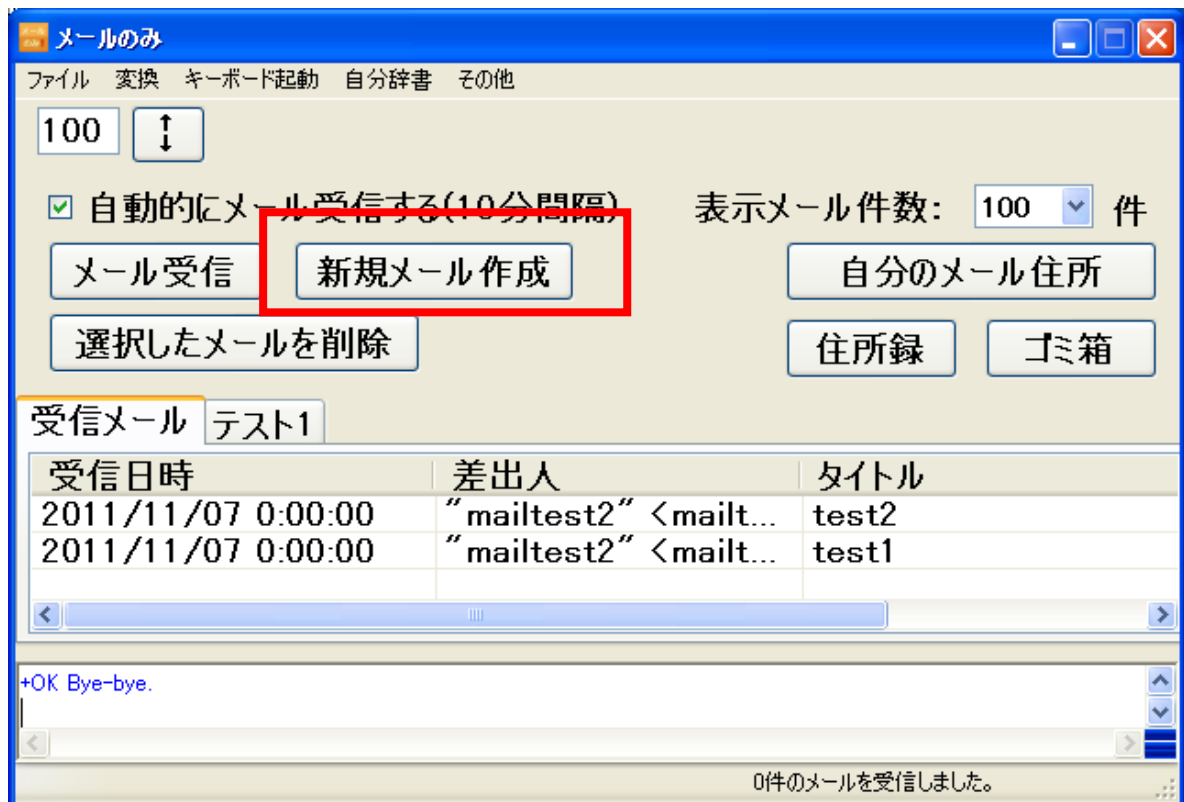 メールのみ
ファイル 変換 キーボード起動 自分辞書 その他
100
自動的にメール受信する(10分間隔) 表示メール件数: 100 件
メール受信 新規メール作成 自分のメール住所
選択したメールを削除 住所録 ゴミ箱
受信メール テスト1
受信日時 差出人 タイトル
2011/11/07 0:00:00 "mailtest2" <mailt... test2
2011/11/07 0:00:00 "mailtest2" <mailt... test1
+OK Bye-bye.
0件のメールを受信しました。